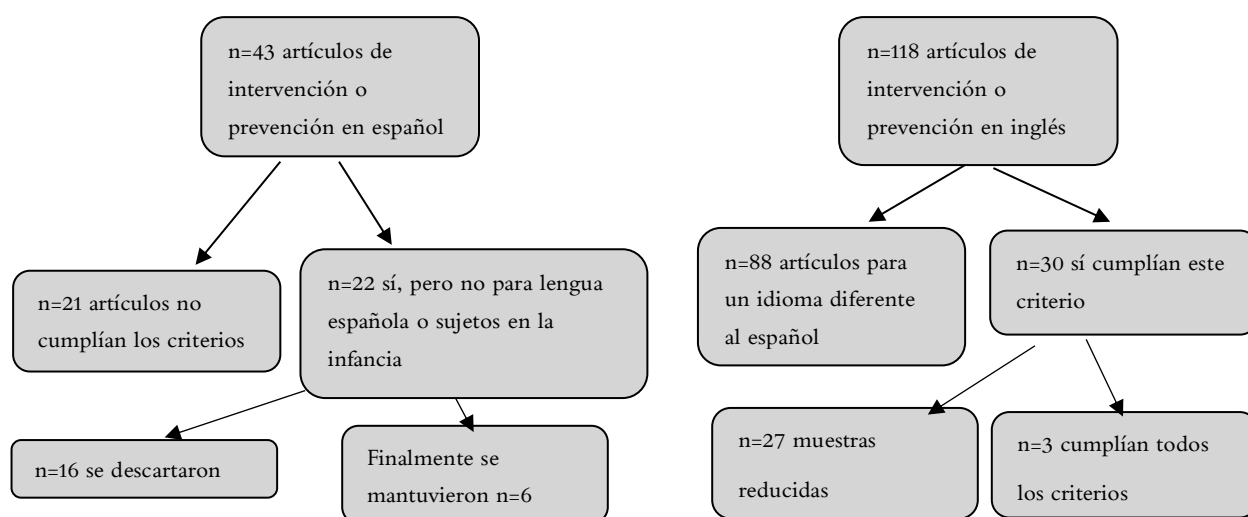 n=43 artículos de
intervención o
prevención en español
n=118 artículos de
intervención o
prevención en inglés
n=21 artículos no
cumplían los criterios
n=22 sí, pero no para lengua
española o sujetos en la
infancia
n=88 artículos para
un idioma diferente
al español
n=30 sí cumplían este
criterio
n=16 se descartaron
Finalmente se
mantuvieron n=6
n=27 muestras
reducidas
n=3 cumplían todos
los criterios